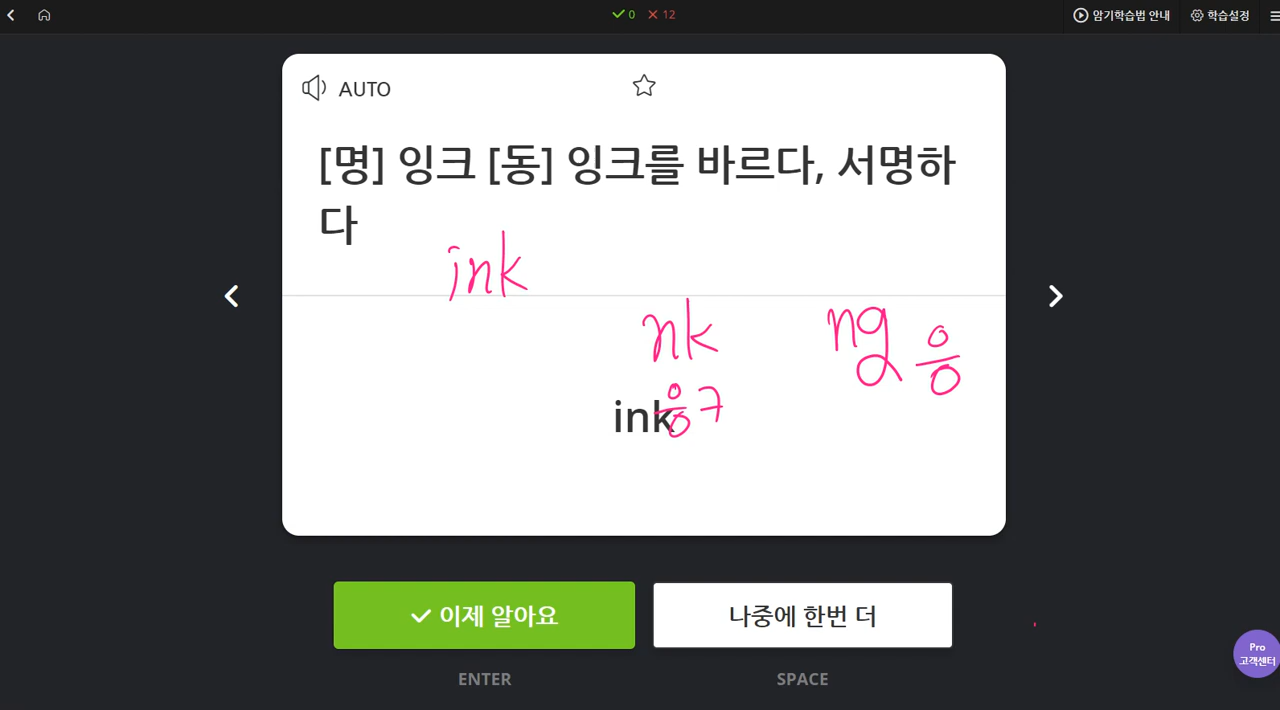 0 12 암기학습법 안내 학습설정
AUTO
[명] 잉크 [동] 잉크를 바르다, 서명하
다
ink
nk ng 응
응ㄱ
ink
이제 알아요 나중에 한번 더
ENTER SPACE
Pro
고객센터